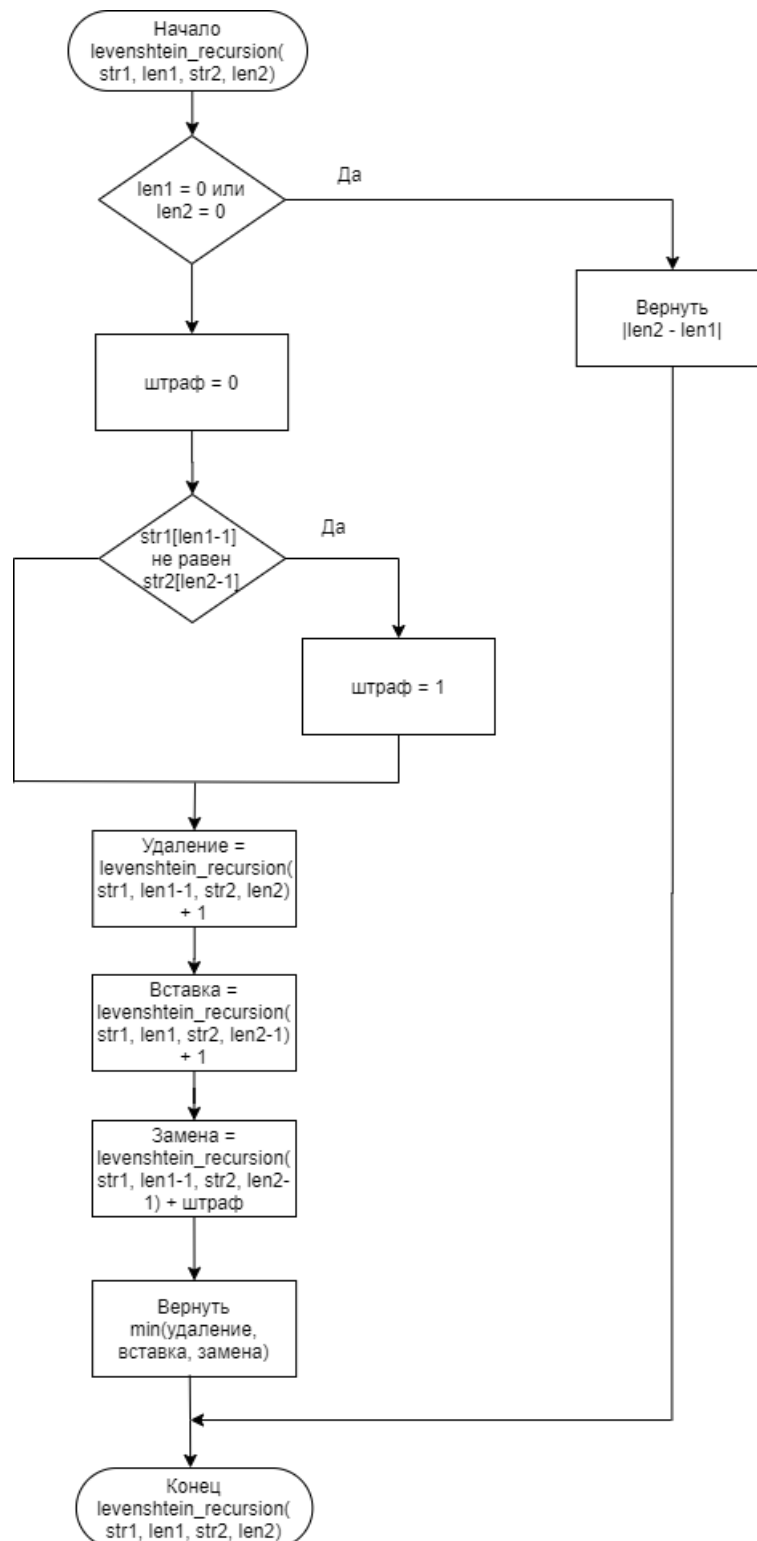 Начало
levenshtein_recursion(
str1, len1, str2, len2)
len1 = 0 или
len2 = 0
Да
Вернуть
|len2 - len1|
штраф = 0
str1[len1-1]
не равен
str2[len2-1]
Да
штраф = 1
Удаление =
levenshtein_recursion(
str1, len1-1, str2, len2)
+ 1
Вставка =
levenshtein_recursion(
str1, len1, str2, len2-1)
+ 1
Замена =
levenshtein_recursion(
str1, len1-1, str2, len2-
1) + штраф
Вернуть
min(удаление,
вставка, замена)
Конец
levenshtein_recursion(
str1, len1, str2, len2)